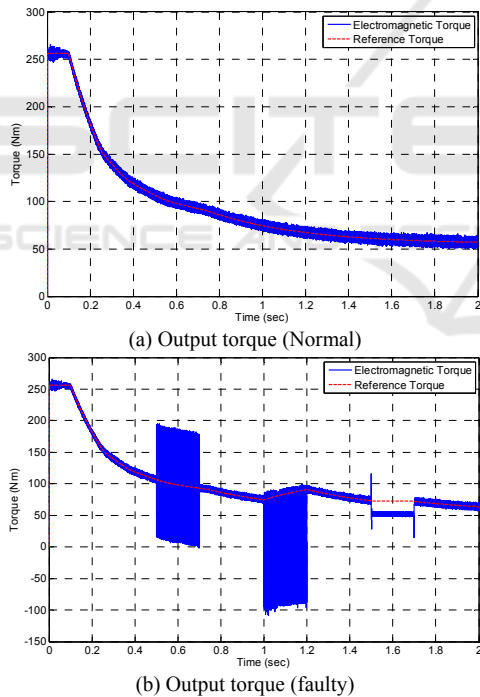 300
250
200
150
100
50
0
Torque (Nm)
Electromagnetic Torque
Reference Torque
0 0.2 0.4 0.6 0.8 1 1.2 1.4 1.6 1.8 2
Time (sec)
SCITE
SCIENCE AN
(a) Output torque (Normal)
300
250
200
150
100
50
0
-50
-100
-150
Torque (Nm)
Electromagnetic Torque
Reference Torque
0 0.2 0.4 0.6 0.8 1 1.2 1.4 1.6 1.8 2
Time (sec)
(b) Output torque (faulty)